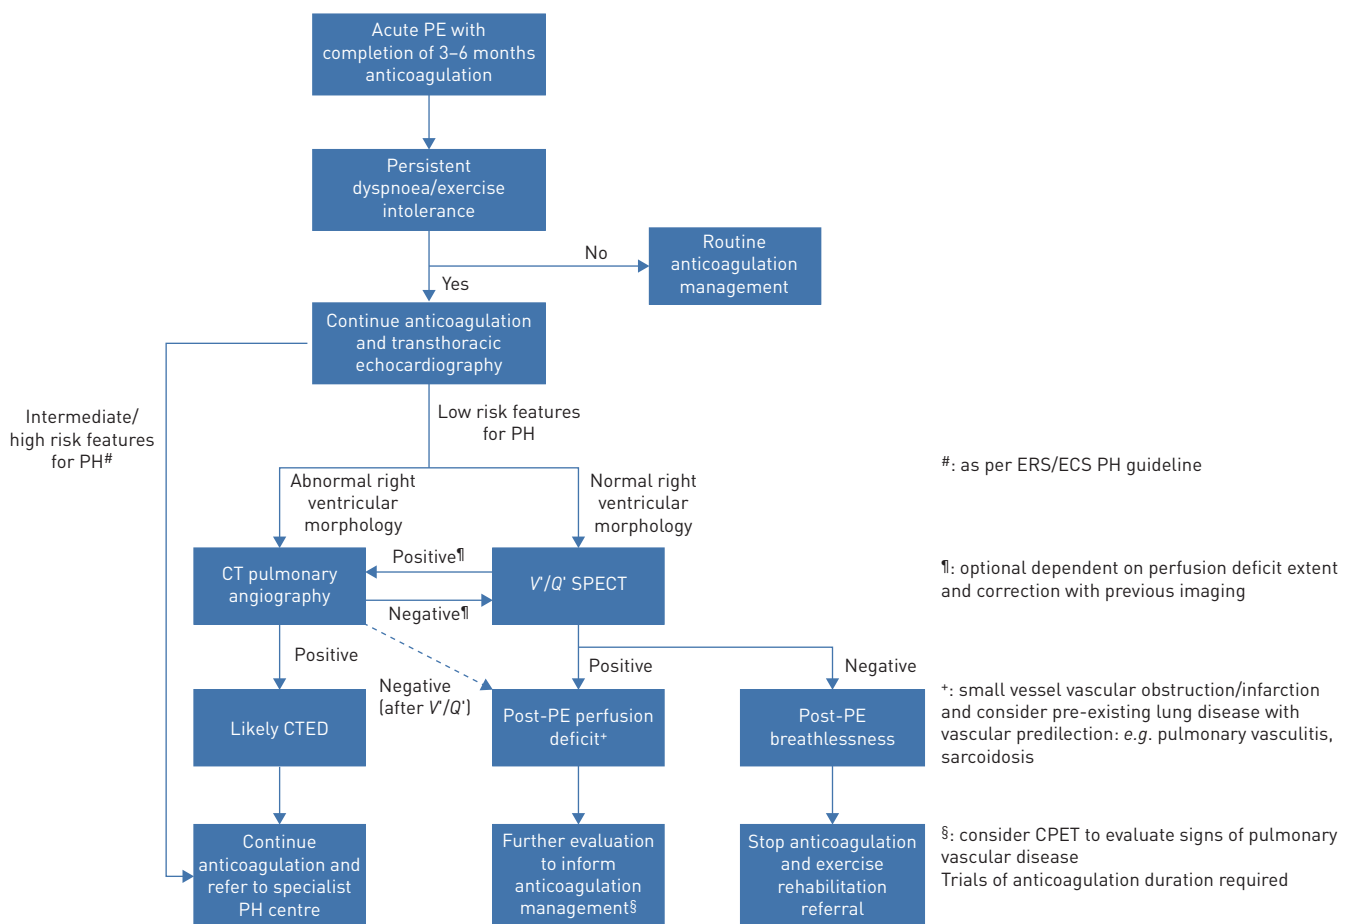 Acute PE with
completion of 3–6 months
anticoagulation
Persistent
dyspnoea/exercise
intolerance
No
Routine
anticoagulation
management
Yes
Continue anticoagulation
and transthoracic
echocardiography
Intermediate/
high risk features
for PH#
Low risk features
for PH
#: as per ERS/ECS PH guideline
Abnormal right
ventricular
morphology
Normal right
ventricular
morphology
CT pulmonary
angiography
Positive¶
Negative¶
V'/Q' SPECT
¶: optional dependent on perfusion deficit extent
and correction with previous imaging
Positive
Negative
(after V'/Q')
Positive
Negative
Likely CTED
Post-PE perfusion
deficit+
Post-PE
breathlessness
+: small vessel vascular obstruction/infarction
and consider pre-existing lung disease with
vascular predilection: e.g. pulmonary vasculitis,
sarcoidosis
Continue
anticoagulation and
refer to specialist
PH centre
Further evaluation
to inform
anticoagulation
management§
Stop anticoagulation
and exercise
rehabilitation
referral
§: consider CPET to evaluate signs of pulmonary
vascular disease
Trials of anticoagulation duration required